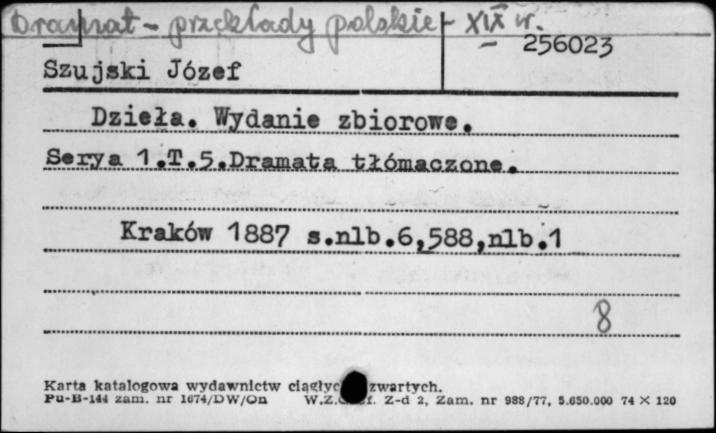 Dramat - przekłady polskie - XIX w.
256023
Szujski Józef
Dzieła. Wydanie zbiorowe.
Serya 1.T.5.Dramata tłómaczone.
Kraków 1887 s.nlb.6,588,nlb.1
8
Karta katalogowa wydawnictw zwartych.
Pu-B-144 zam. nr 1674/DW/On W.Z. Z-d 2, Zam. nr 988/77, 5.650.000 74 × 120